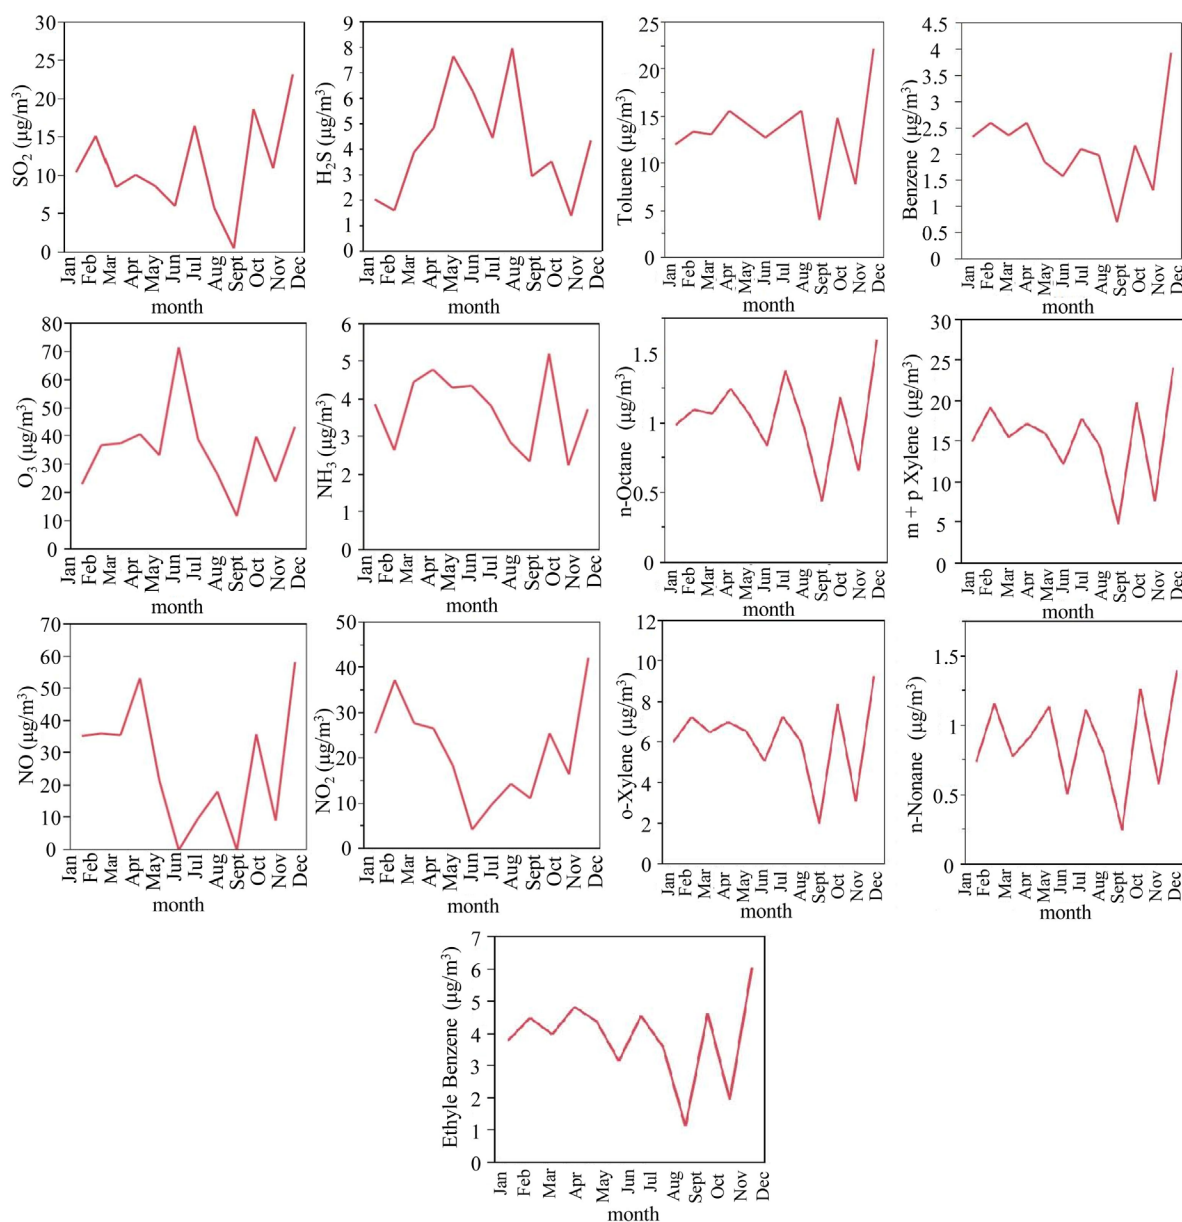 SO2 (µg/m³)
30
25
20
15
10
5
0
Jan Feb Mar Apr May Jun Jul Aug Sept Oct Nov Dec
month
H2S (µg/m³)
9
8
7
6
5
4
3
2
1
0
Jan Feb Mar Apr May Jun Jul Aug Sept Oct Nov Dec
month
Toluene (µg/m³)
25
20
15
10
5
0
Jan Feb Mar Apr May Jun Jul Aug Sept Oct Nov Dec
month
Benzene (µg/m³)
4.5
4
3.5
3
2.5
2
1.5
1
0.5
0
Jan Feb Mar Apr May Jun Jul Aug Sept Oct Nov Dec
month
O3 (µg/m³)
80
70
60
50
40
30
20
10
0
Jan Feb Mar Apr May Jun Jul Aug Sept Oct Nov Dec
month
NH3 (µg/m³)
6
5
4
3
2
1
0
Jan Feb Mar Apr May Jun Jul Aug Sept Oct Nov Dec
month
n-Octane (µg/m³)
1.5
1
0.5
0
Jan Feb Mar Apr May Jun Jul Aug Sept Oct Nov Dec
month
m + p Xylene (µg/m³)
30
25
20
15
10
5
0
Jan Feb Mar Apr May Jun Jul Aug Sept Oct Nov Dec
month
NO (µg/m³)
70
60
50
40
30
20
10
0
Jan Feb Mar Apr May Jun Jul Aug Sept Oct Nov Dec
month
NO2 (µg/m³)
50
40
30
20
10
0
Jan Feb Mar Apr May Jun Jul Aug Sept Oct Nov Dec
month
o-Xylene (µg/m³)
12
10
8
6
4
2
0
Jan Feb Mar Apr May Jun Jul Aug Sept Oct Nov Dec
month
n-Nonane (µg/m³)
1.5
1
0.5
0
Jan Feb Mar Apr May Jun Jul Aug Sept Oct Nov Dec
month
Ethyle Benzene (µg/m³)
7
6
5
4
3
2
1
0
Jan Feb Mar Apr May Jun Jul Aug Sept Oct Nov Dec
month